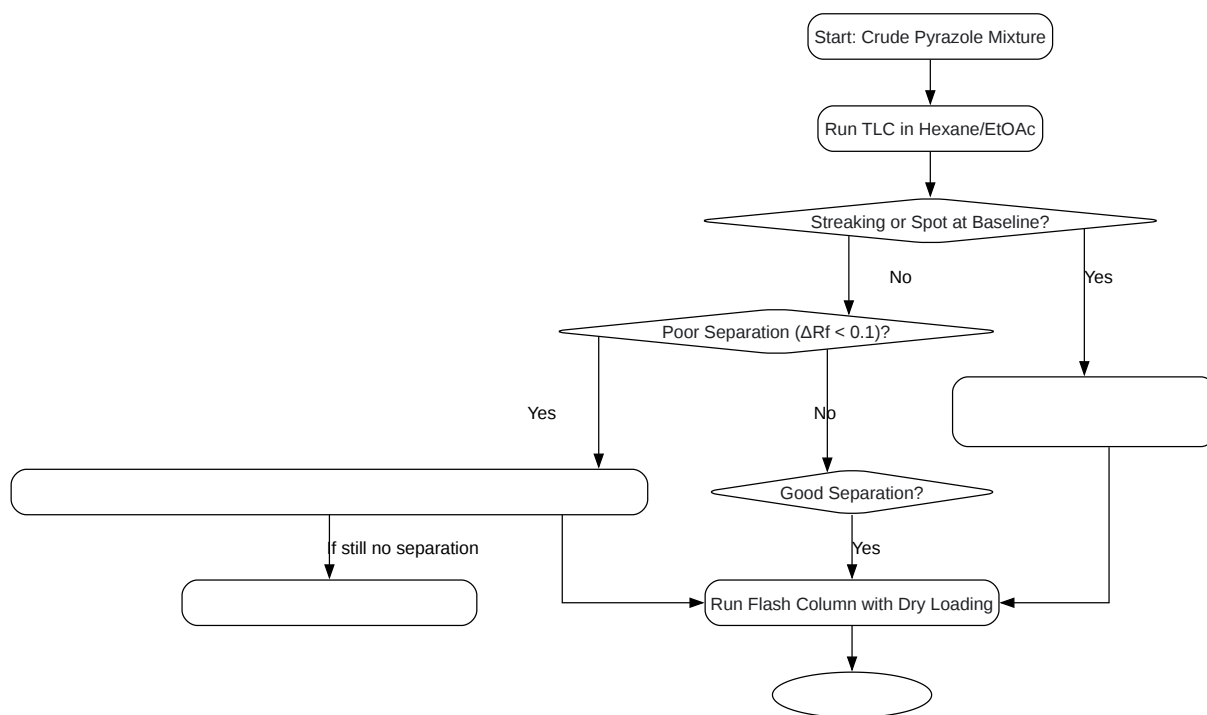 Start: Crude Pyrazole Mixture
Run TLC in Hexane/EtOAc
Streaking or Spot at Baseline?
No
Yes
Poor Separation (ΔRf < 0.1)?
Yes
No
Good Separation?
If still no separation
Yes
Run Flash Column with Dry Loading